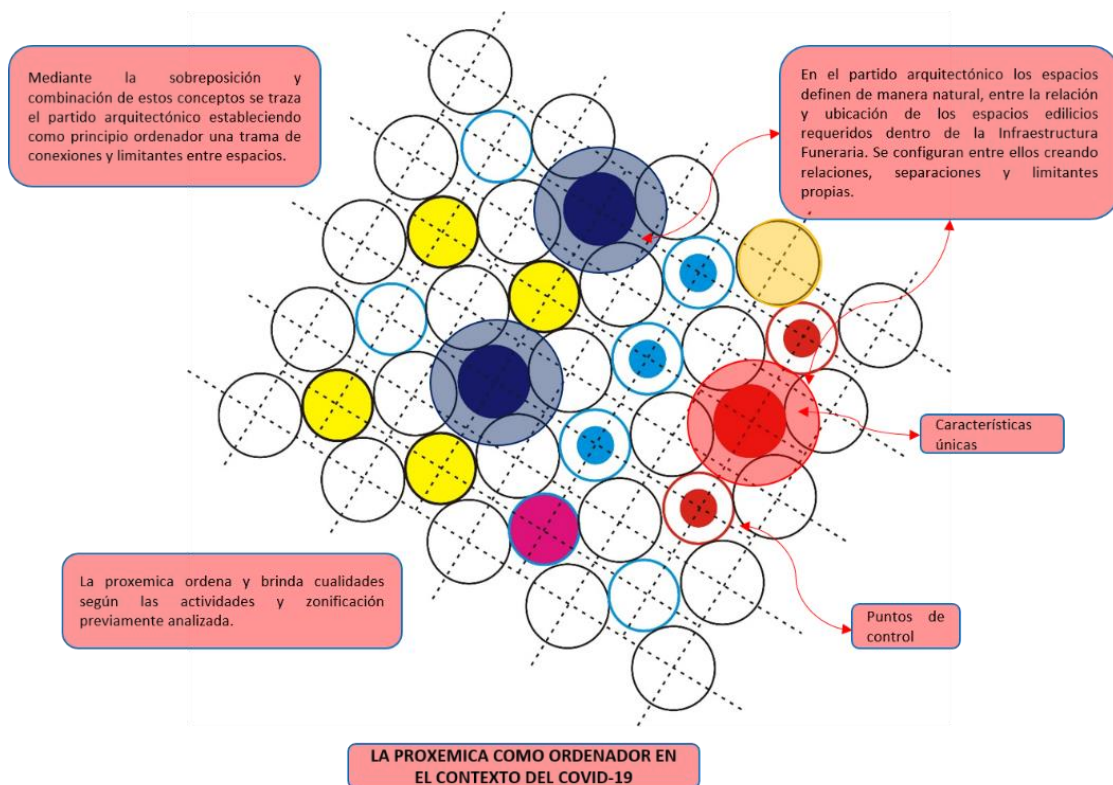 Mediante la sobreposición y
combinación de estos conceptos se traza
el partido arquitectónico estableciendo
como principio ordenador una trama de
conexiones y limitantes entre espacios.
En el partido arquitectónico los espacios
definen de manera natural, entre la relación
y ubicación de los espacios edilicios
requeridos dentro de la Infraestructura
Funeraria. Se configuran entre ellos creando
relaciones, separaciones y limitantes
propias.
Características
únicas
La proxemica ordena y brinda cualidades
según las actividades y zonificación
previamente analizada.
Puntos de
control
LA PROXEMICA COMO ORDENADOR EN
EL CONTEXTO DEL COVID-19